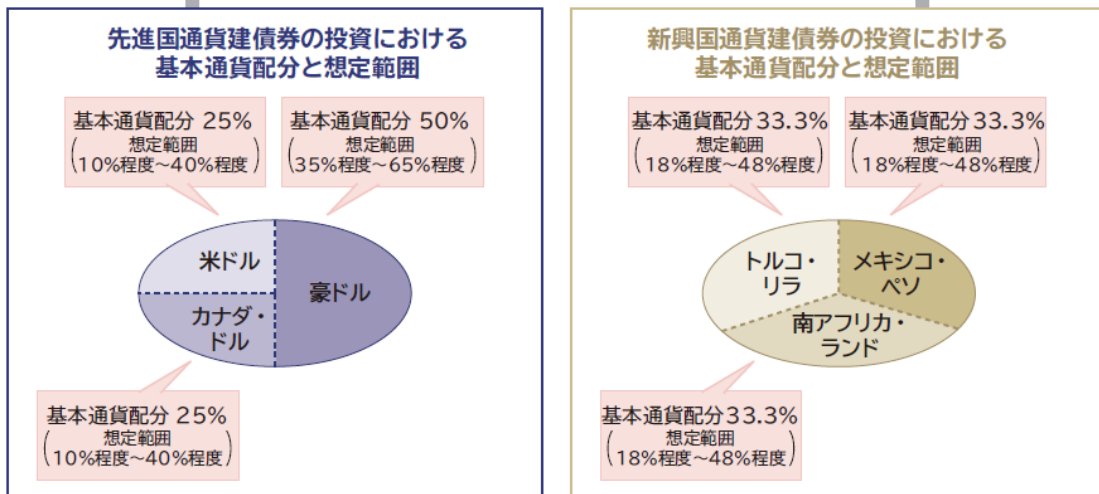 先進国通貨建債券の投資における
基本通貨配分と想定範囲
基本通貨配分 25%
想定範囲
(10%程度～40%程度)
基本通貨配分 50%
想定範囲
(35%程度～65%程度)
米ドル
豪ドル
カナダ・
ドル
基本通貨配分 25%
想定範囲
(10%程度～40%程度)
新興国通貨建債券の投資における
基本通貨配分と想定範囲
基本通貨配分33.3%
想定範囲
(18%程度～48%程度)
基本通貨配分33.3%
想定範囲
(18%程度～48%程度)
トルコ・
リラ
メキシコ・
ペソ
南アフリカ・
ランド
基本通貨配分33.3%
想定範囲
(18%程度～48%程度)